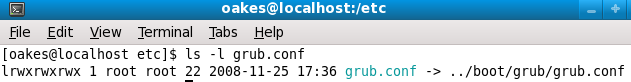 oakes@localhost:/etc
File Edit View Terminal Tabs Help
[oakes@localhost etc]$ ls -l grub.conf
lrwxrwxrwx 1 root root 22 2008-11-25 17:36 grub.conf -> ../boot/grub/grub.conf